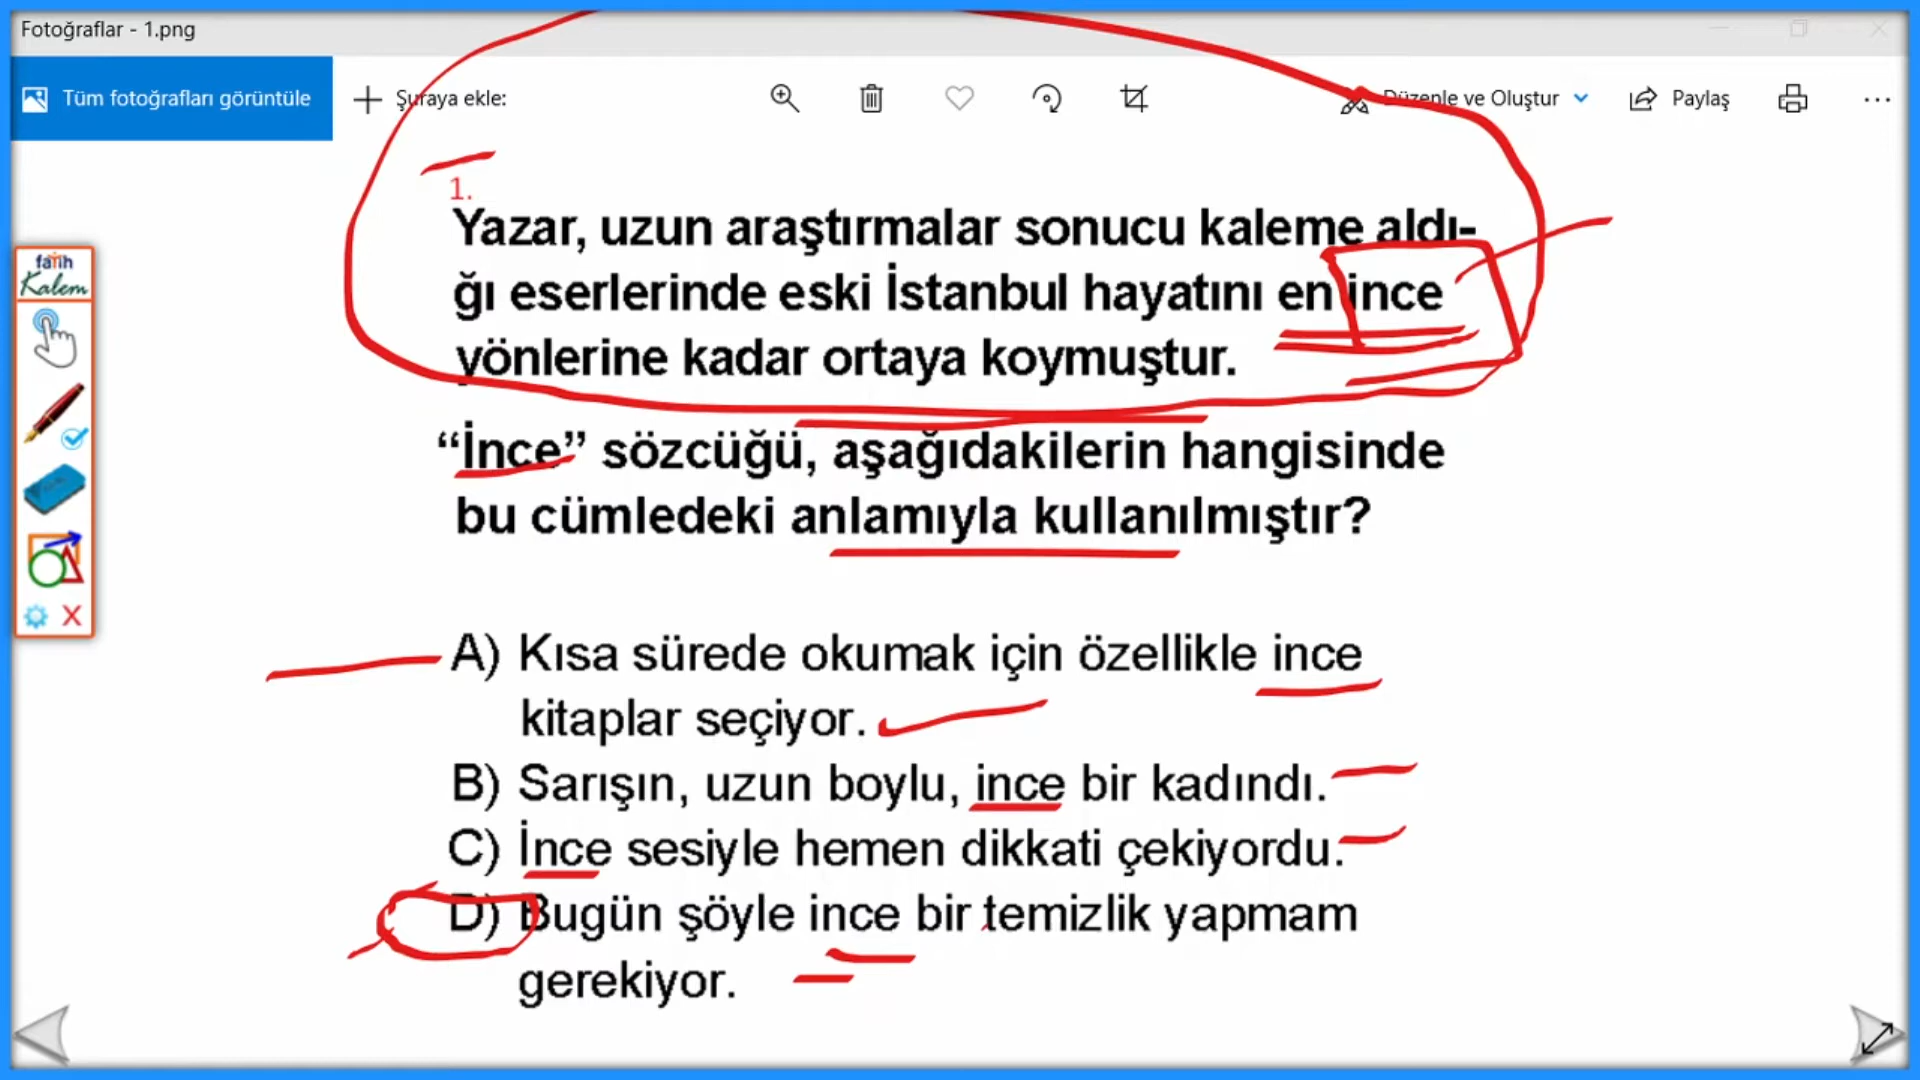 Fotoğraflar - 1.png
Tüm fotoğrafları görüntüle
Şuraya ekle:
Düzenle ve Oluştur
Paylaş
fatih
Kalem
1.
Yazar, uzun araştırmalar sonucu kaleme aldı-
ğı eserlerinde eski İstanbul hayatını en ince
yönlerine kadar ortaya koymuştur.
“İnce” sözcüğü, aşağıdakilerin hangisinde
bu cümledeki anlamıyla kullanılmıştır?
A) Kısa sürede okumak için özellikle ince
kitaplar seçiyor.
B) Sarışın, uzun boylu, ince bir kadındı.
C) İnce sesiyle hemen dikkati çekiyordu.
D) Bugün şöyle ince bir temizlik yapmam
gerekiyor.